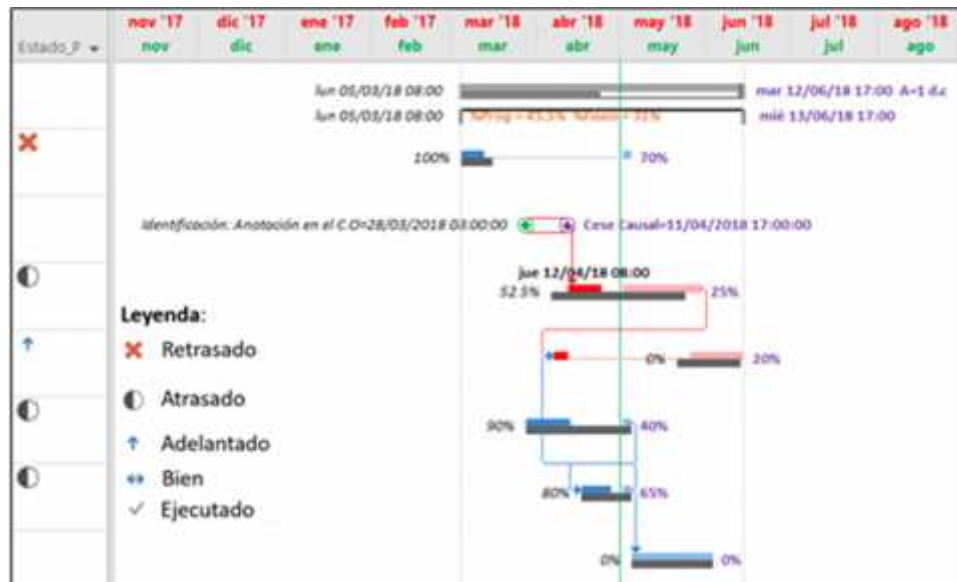 nov '17 dic '17 ene '17 feb '17 mar '18 abr '18 may '18 jun '18 jul '18 ago '18
Estado_P nov dic ene feb mar abr may jun jul ago
lun 05/03/18 08:00 mar 12/06/18 17:00 A=1 d.c
lun 05/03/18 08:00 mié 13/06/18 17:00
100% 70%
Identificación: Anotación en el C.O=28/03/2018 03:00:00 Cese Causal=11/04/2018 17:00:00
jue 12/04/18 08:00
52.5% 25%
Leyenda:
Retrasado
0% 20%
Atrasado
90% 40%
Adelantado
Bien
80% 65%
Ejecutado
0% 0%